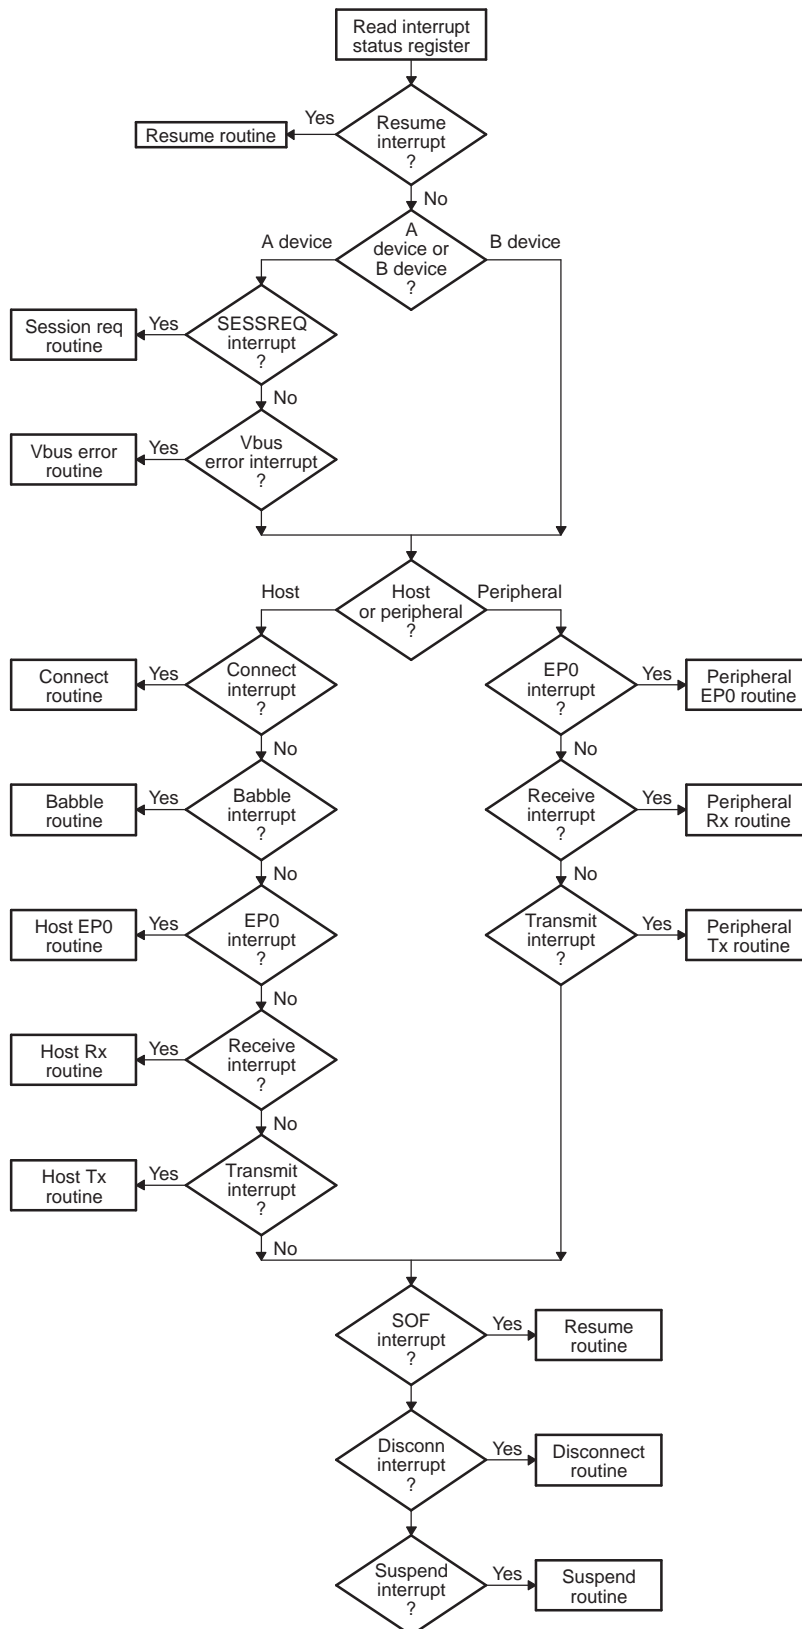 Read interrupt
status register
Yes
Resume routine
Resume
interrupt
?
No
A device
A
device or
B device
?
B device
Session req
routine
Yes
SESSREQ
interrupt
?
No
Vbus error
routine
Yes
Vbus
error interrupt
?
Host
Host
or peripheral
?
Peripheral
Connect
routine
Yes
Connect
interrupt
?
EP0
interrupt
?
Yes
Peripheral
EP0 routine
No
No
Babble
routine
Yes
Babble
interrupt
?
Receive
interrupt
?
Yes
Peripheral
Rx routine
No
No
Host EP0
routine
Yes
EP0
interrupt
?
Transmit
interrupt
?
Yes
Peripheral
Tx routine
No
Host Rx
routine
Yes
Receive
interrupt
?
No
Host Tx
routine
Yes
Transmit
interrupt
?
No
SOF
interrupt
?
Yes
Resume
routine
Disconn
interrupt
?
Yes
Disconnect
routine
Suspend
interrupt
?
Yes
Suspend
routine